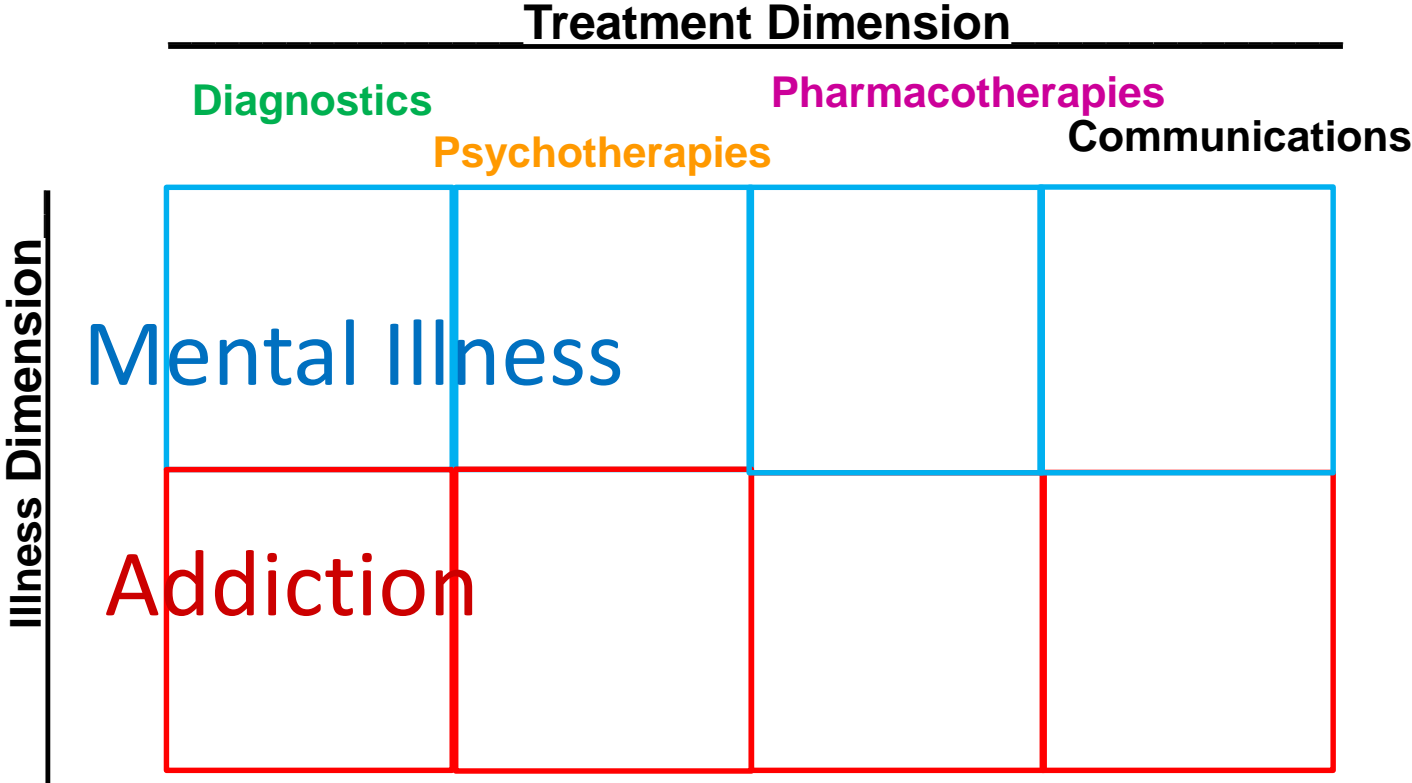 Treatment Dimension
Diagnostics
Psychotherapies
Pharmacotherapies
Communications
Illness Dimension
Mental Illness
Addiction